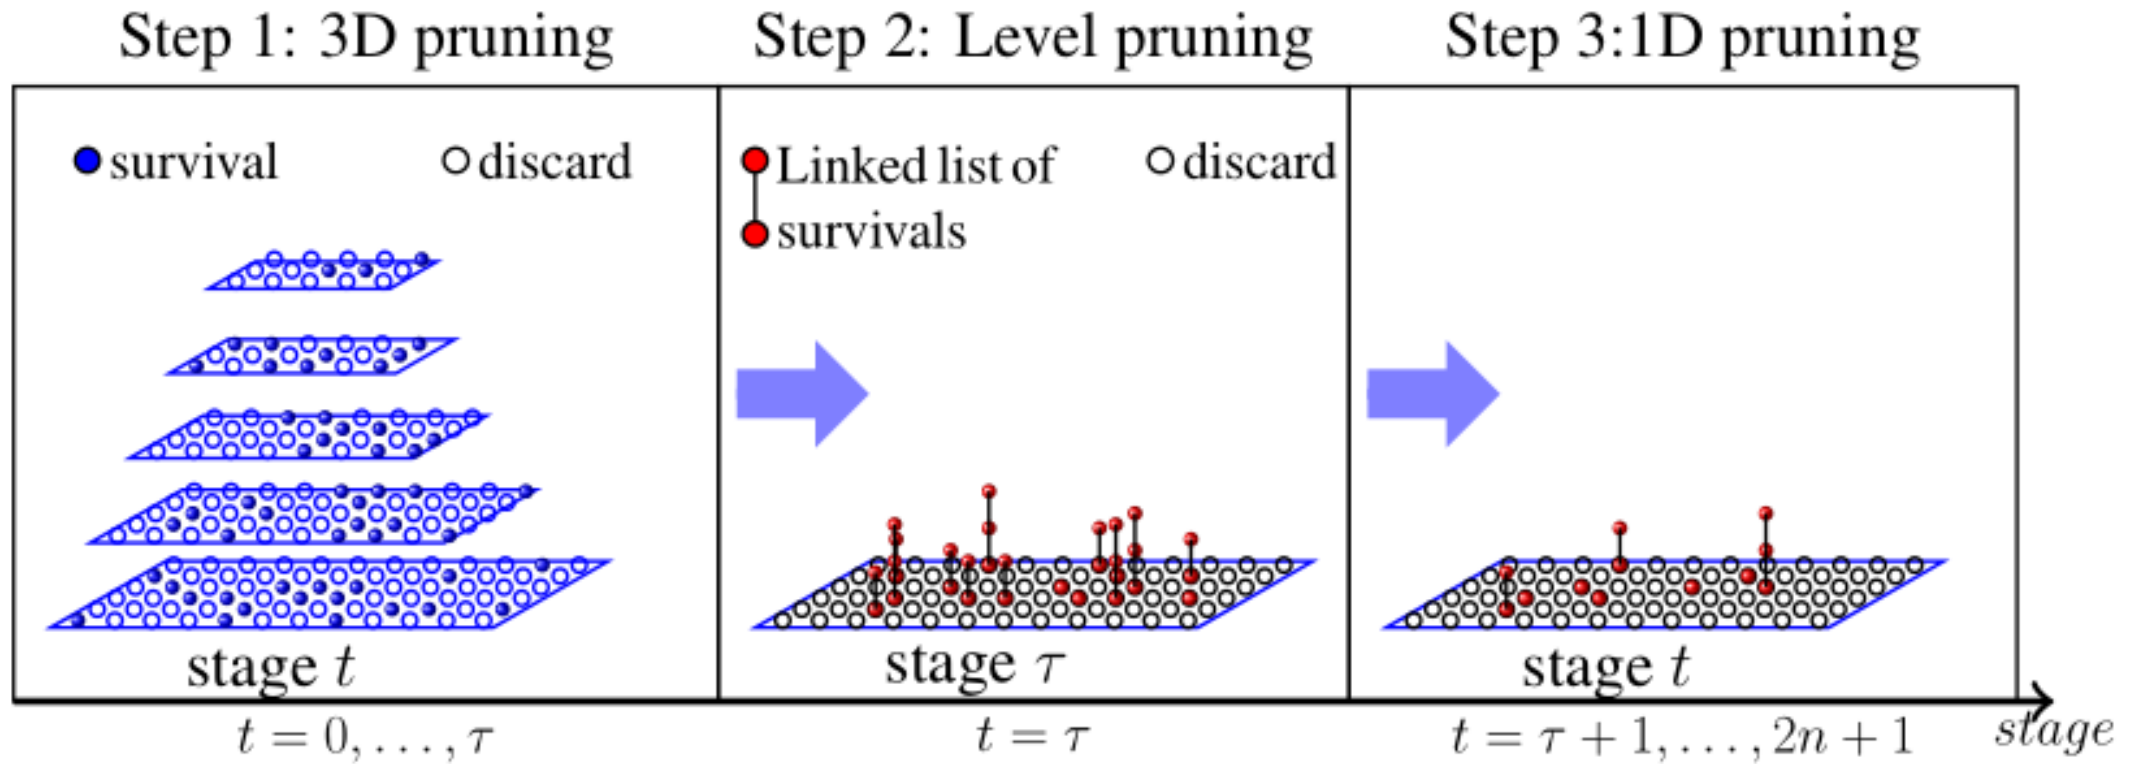 Step 1: 3D pruning
Step 2: Level pruning
Step 3:1D pruning
survival
discard
Linked list of
survivals
discard
stage t
stage τ
stage t
t = 0, . . . , τ
t = τ
t = τ + 1, . . . , 2n + 1
stage